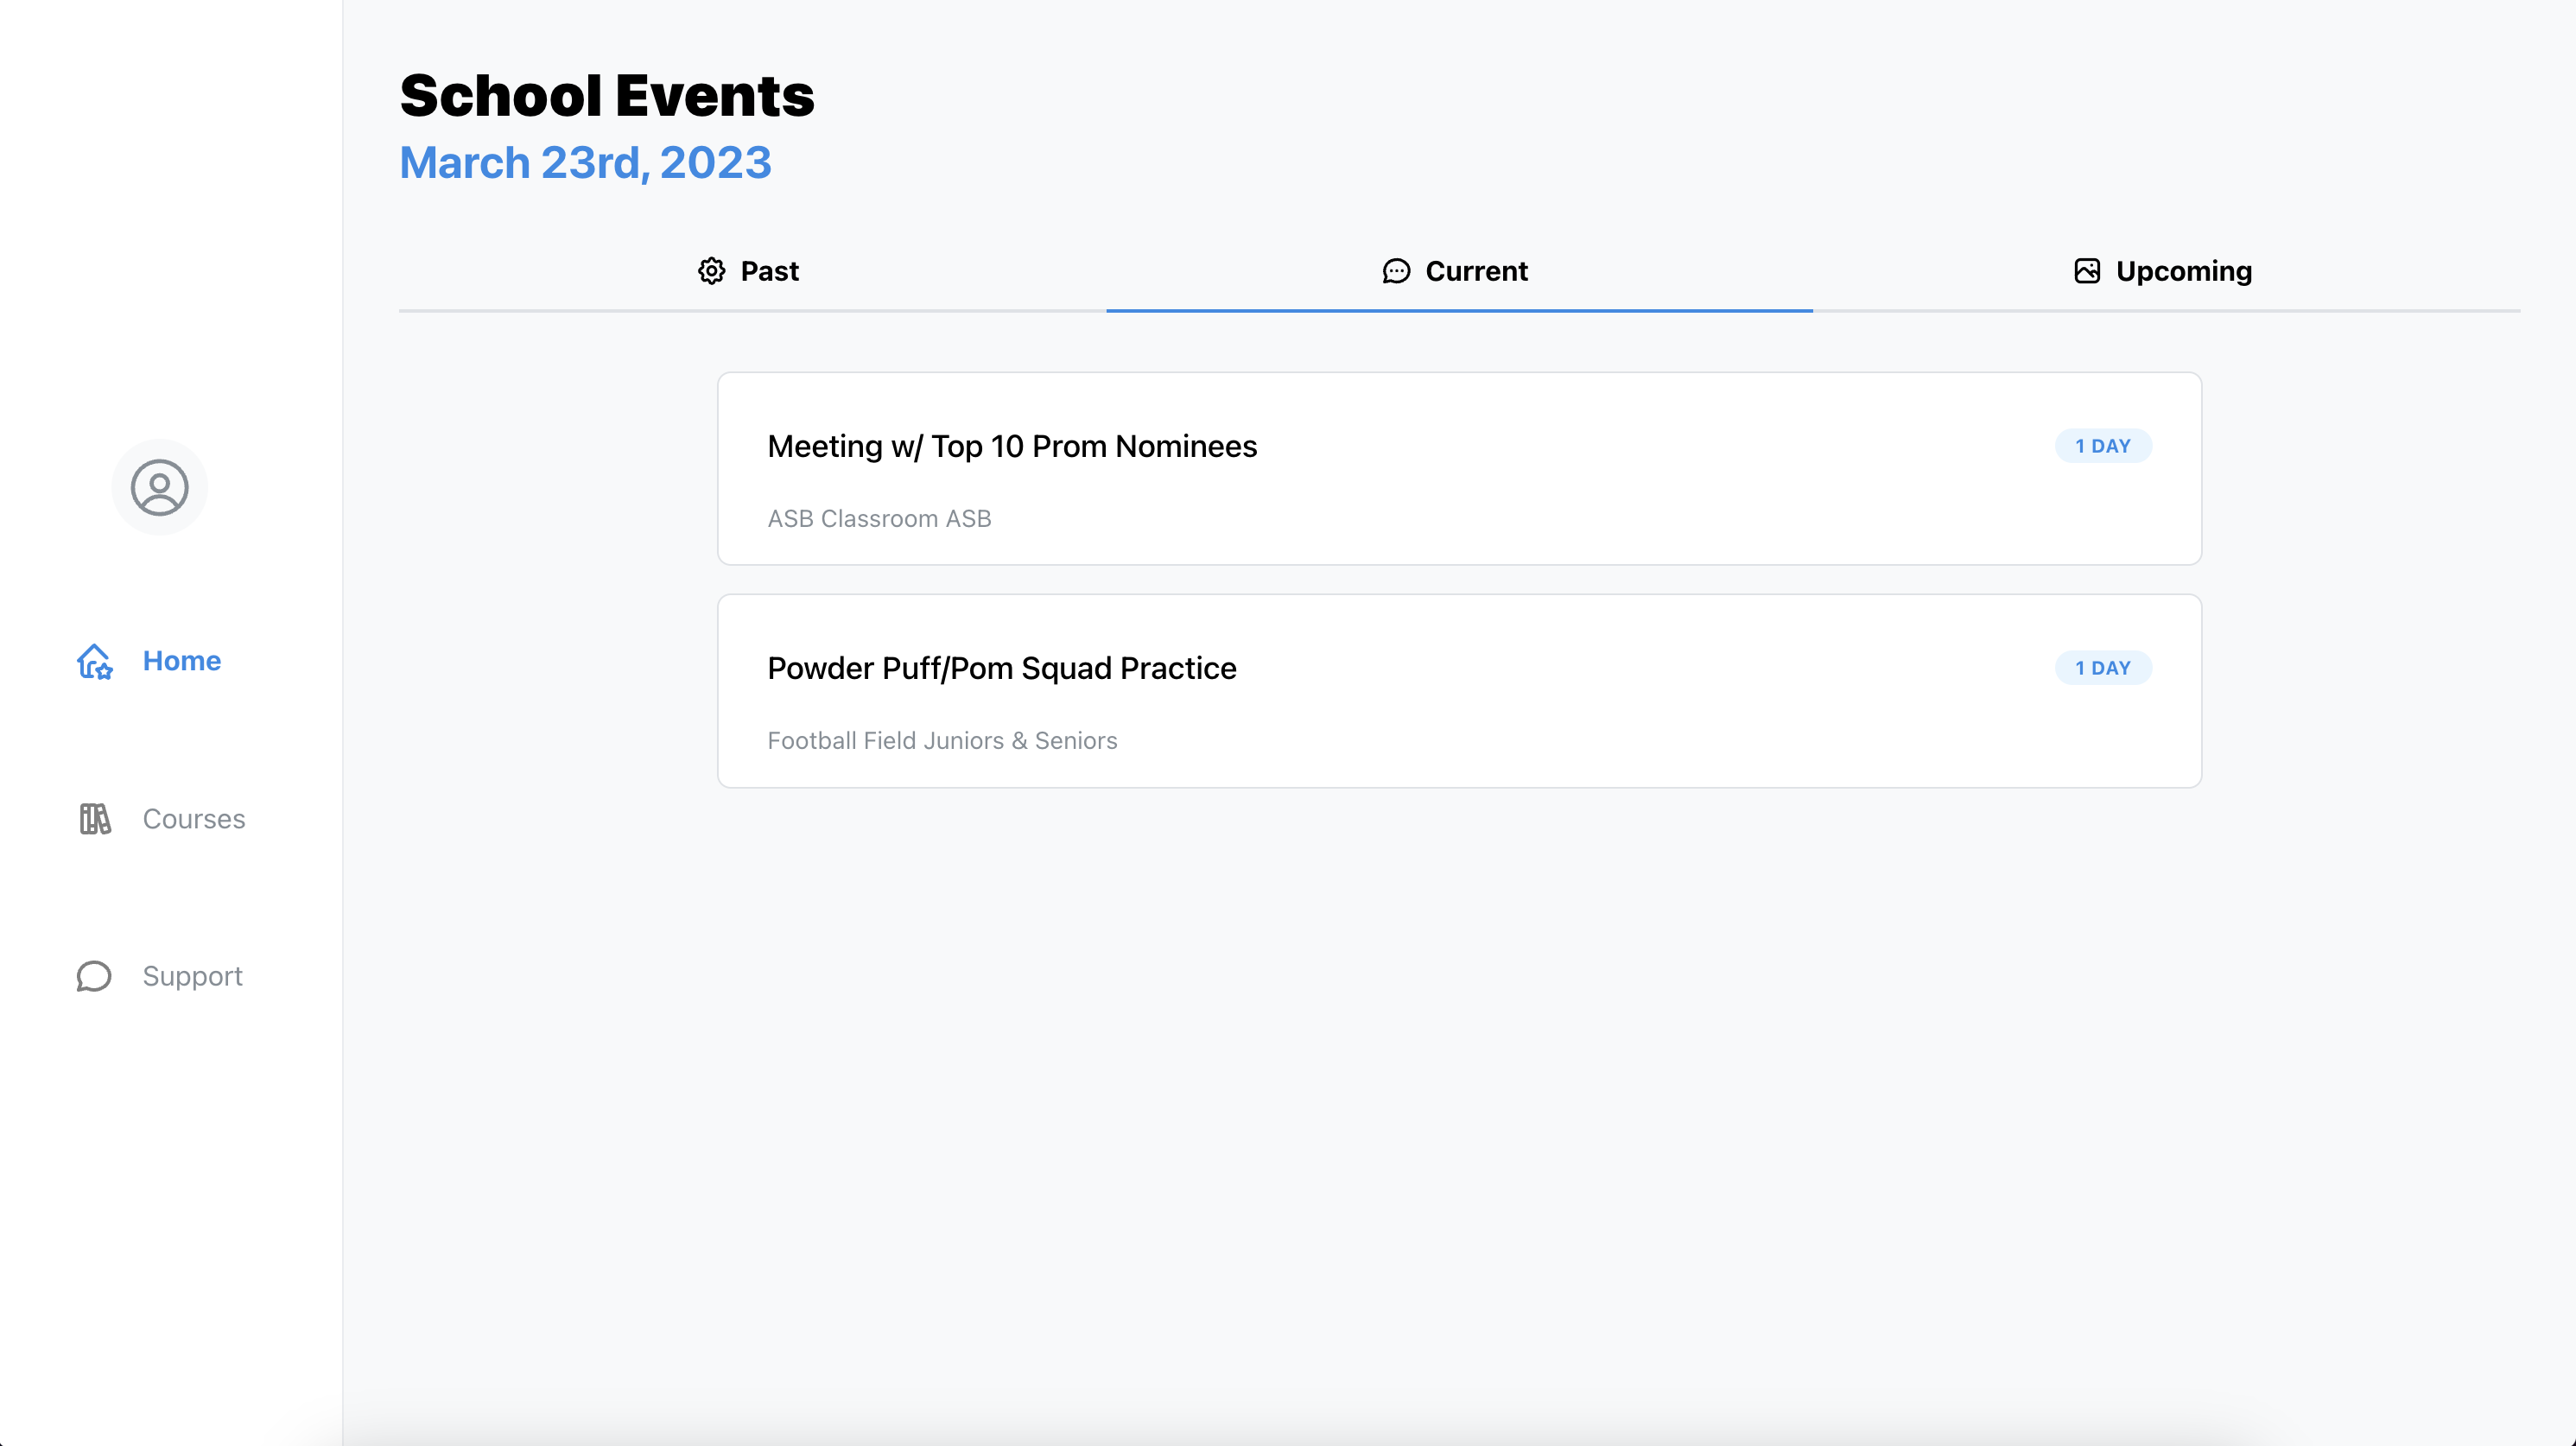 School Events
March 23rd, 2023
Past
Current
Upcoming
Meeting w/ Top 10 Prom Nominees
1 DAY
ASB Classroom ASB
Powder Puff/Pom Squad Practice
1 DAY
Football Field Juniors & Seniors
Home
Courses
Support